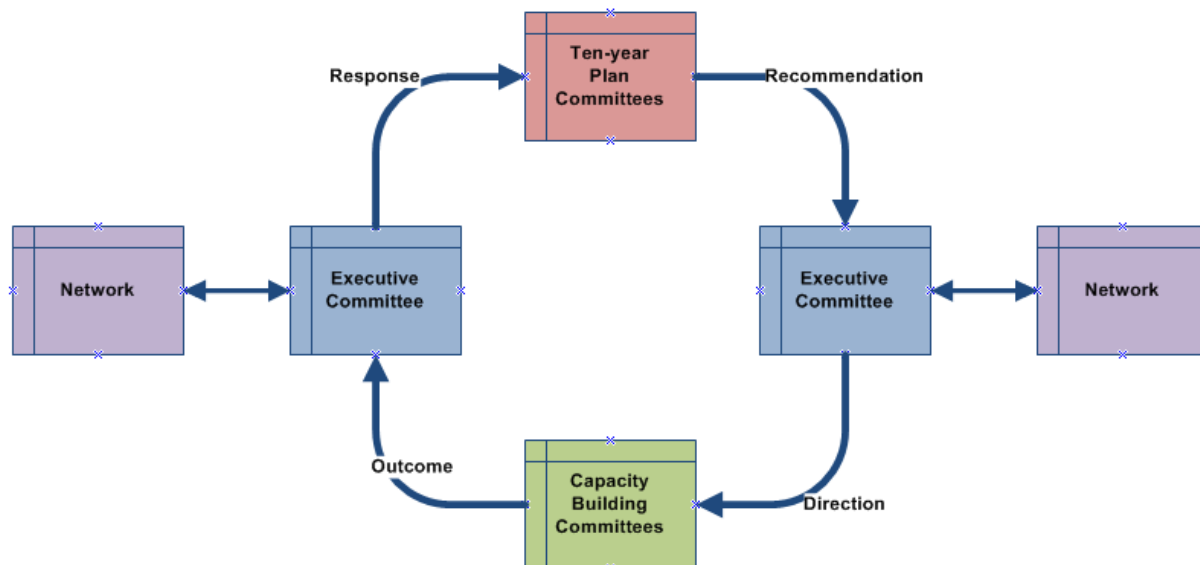 Ten-year
Plan
Committees
Response
Recommendation
Network
Executive
Committee
Executive
Committee
Network
Outcome
Capacity
Building
Committees
Direction